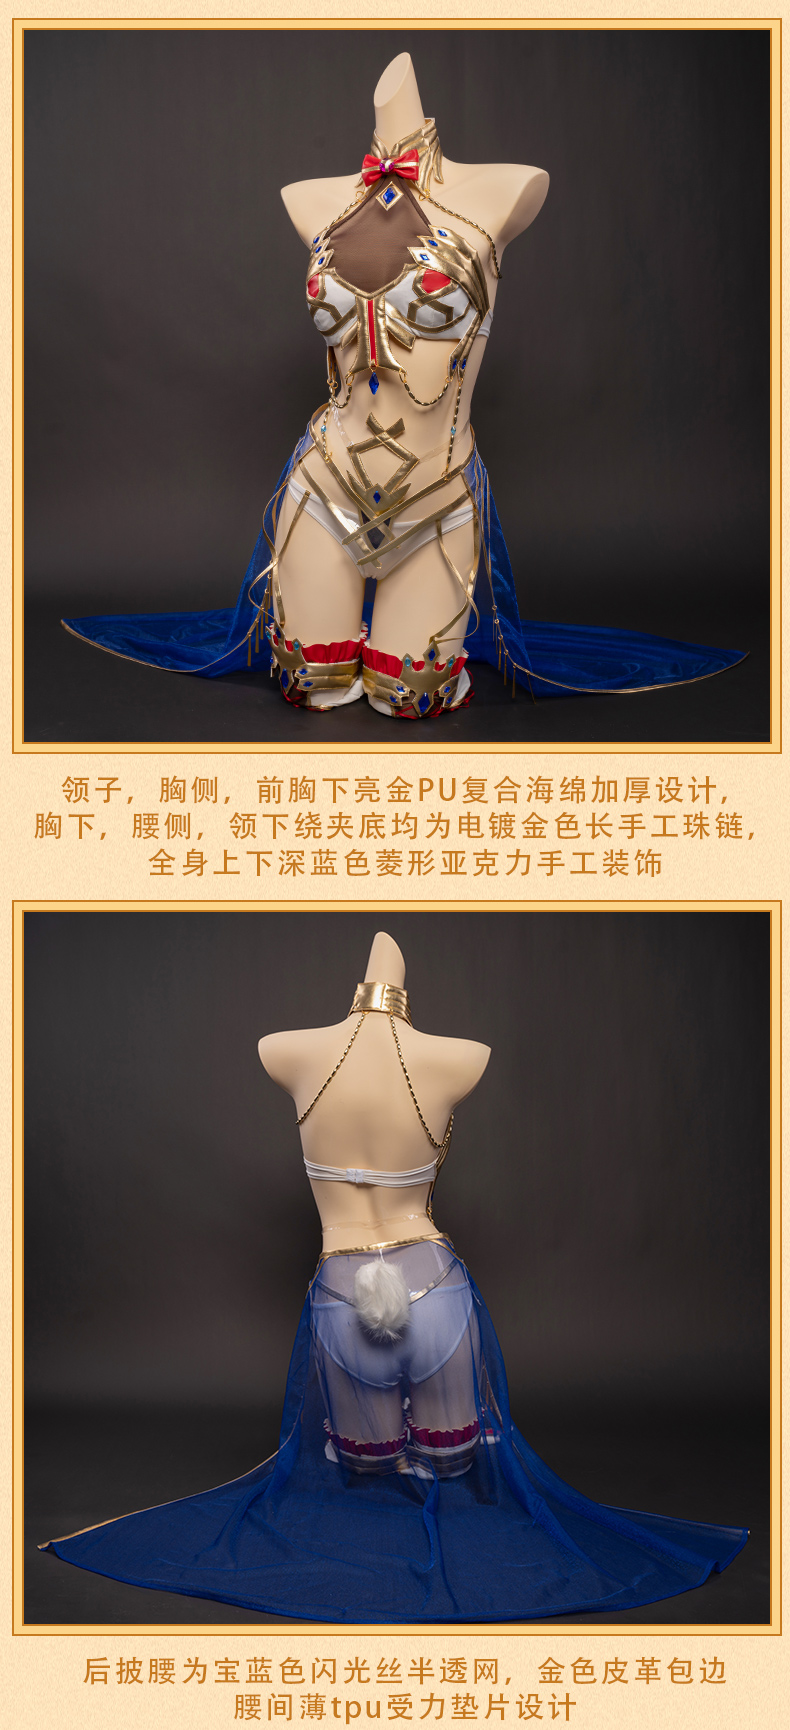 领子，胸侧，前胸下亮金PU复合海绵加厚设计，
胸下，腰侧，领下绕夹底均为电镀金色长手工珠链，
全身上下深蓝色菱形亚克力手工装饰
后披腰为宝蓝色闪光丝半透网，金色皮革包边
腰间薄tpu受力垫片设计